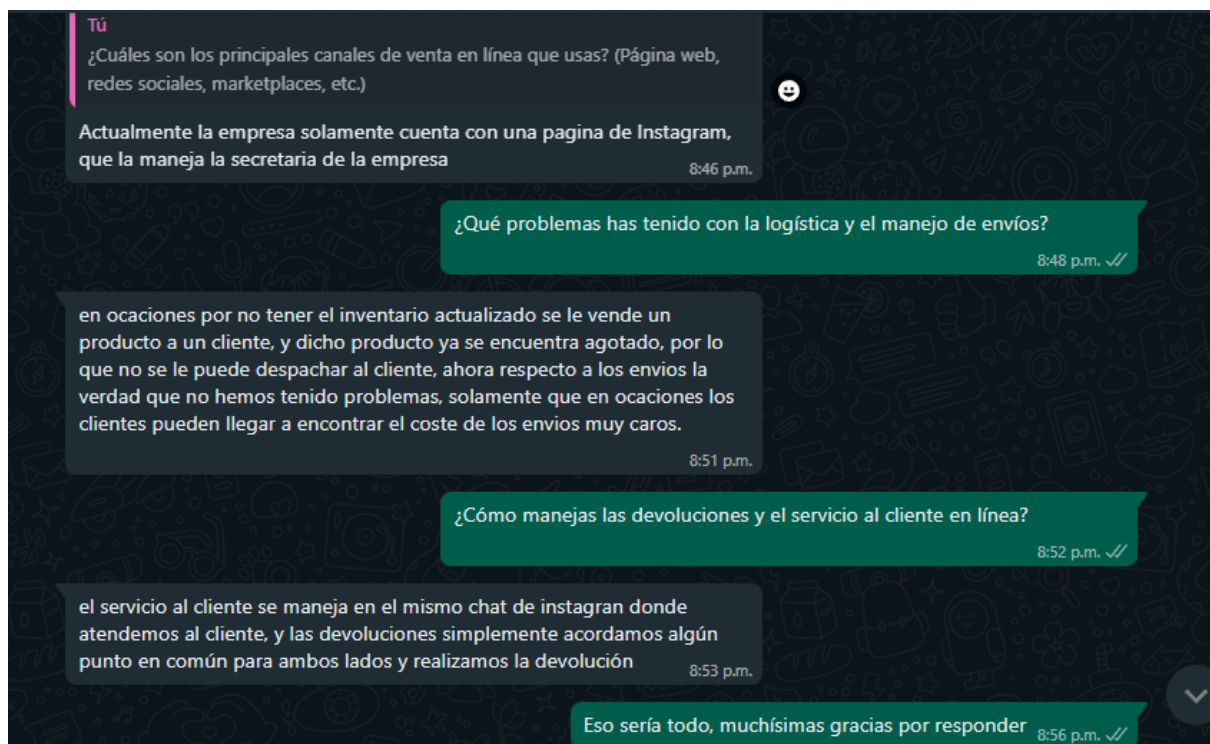 Tú
¿Cuáles son los principales canales de venta en línea que usas? (Página web,
redes sociales, marketplaces, etc.)
Actualmente la empresa solamente cuenta con una pagina de Instagram,
que la maneja la secretaria de la empresa
8:46 p.m.
¿Qué problemas has tenido con la logística y el manejo de envíos?
8:48 p.m.
en ocaciones por no tener el inventario actualizado se le vende un
producto a un cliente, y dicho producto ya se encuentra agotado, por lo
que no se le puede despachar al cliente, ahora respecto a los envios la
verdad que no hemos tenido problemas, solamente que en ocaciones los
clientes pueden llegar a encontrar el coste de los envios muy caros.
8:51 p.m.
¿Cómo manejas las devoluciones y el servicio al cliente en línea?
8:52 p.m.
el servicio al cliente se maneja en el mismo chat de instagran donde
atendemos al cliente, y las devoluciones simplemente acordamos algún
punto en común para ambos lados y realizamos la devolución
8:53 p.m.
Eso sería todo, muchísimas gracias por responder
8:56 p.m.